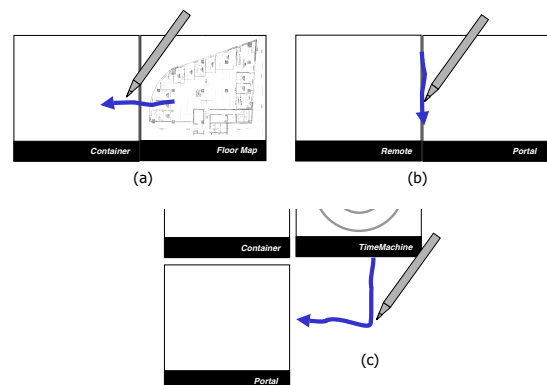 Container
Floor Map
(a)
Remote
Portal
(b)
Container
TimeMachine
Portal
(c)